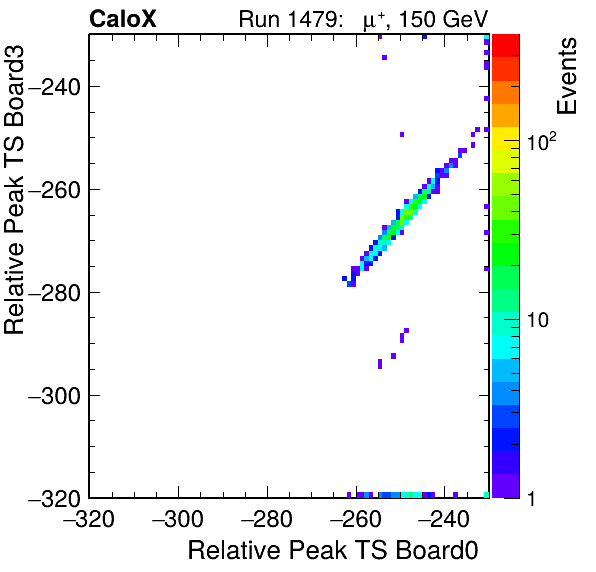 CaloX Run 1479: μ⁺, 150 GeV
Relative Peak TS Board3
Events
−240
−260
−280
−300
−320
10²
10
1
−320 −300 −280 −260 −240
Relative Peak TS Board0